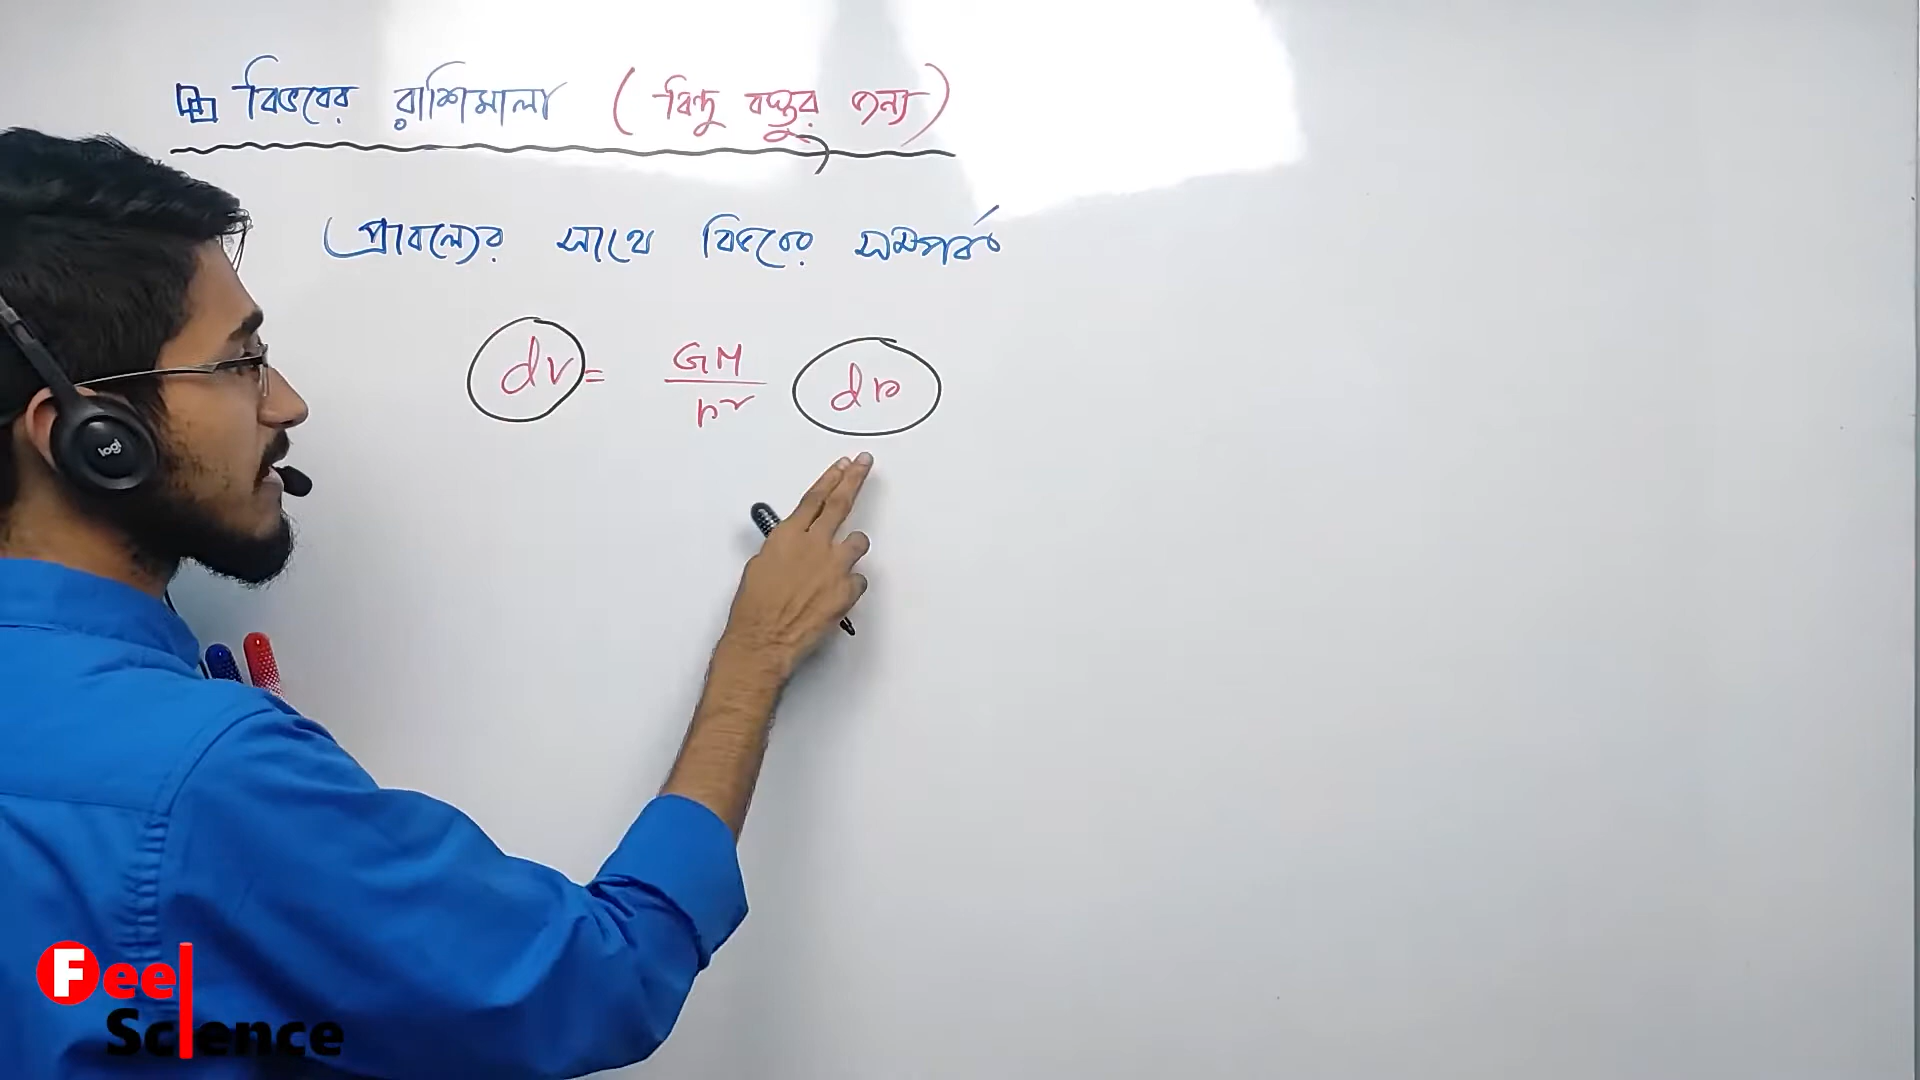 বিভবের রাশিমালা (বিন্দু বস্তুর জন্য)
প্রাবল্যের সাথে বিভবের সম্পর্ক
dv = GM/r² dr
logi
Feel Science